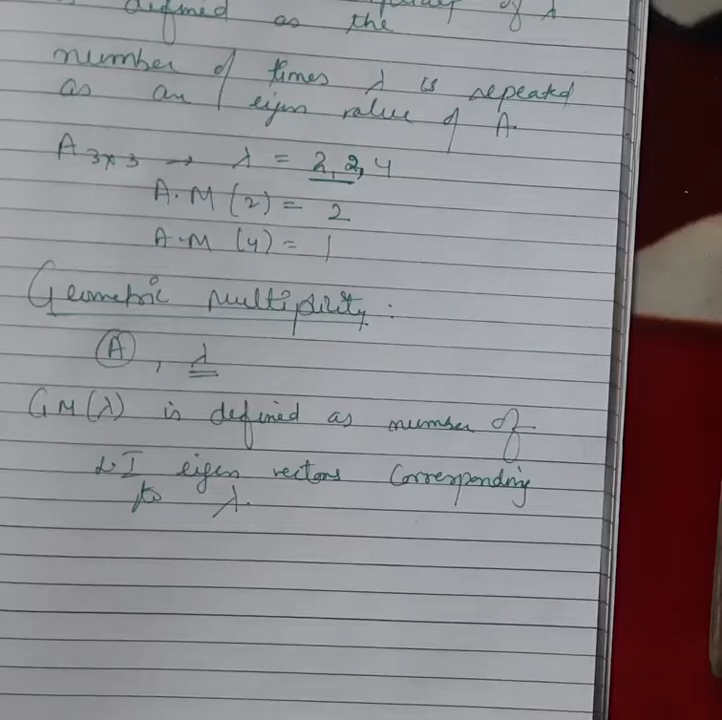 defined as the
number of times λ is repeated
as an eigen value of A.
A3x3 → λ = 2, 2, 4
A.M (2) = 2
A.M (4) = 1
Geometric multiplicity :
A , λ
GM(λ) is defined as number of
LI eigen vectors Corresponding
to λ.